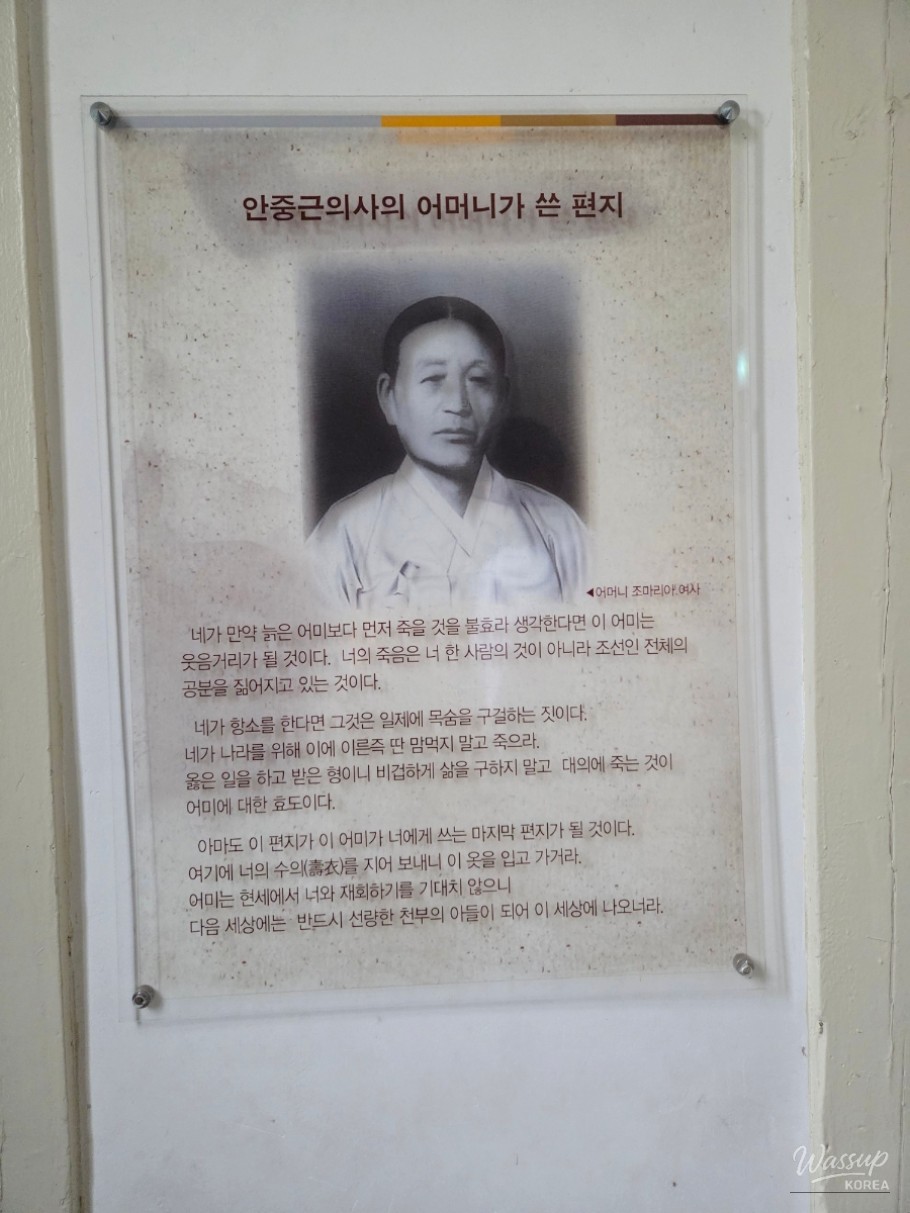 안중근의사의 어머니가 쓴 편지
◀어머니 조마리아 여사
네가 만약 늙은 어미보다 먼저 죽을 것을 불효라 생각한다면 이 어미는
웃음거리가 될 것이다. 너의 죽음은 너 한 사람의 것이 아니라 조선인 전체의
공분을 짊어지고 있는 것이다.
네가 항소를 한다면 그것은 일제에 목숨을 구걸하는 짓이다.
네가 나라를 위해 이에 이른즉 딴 맘먹지 말고 죽으라.
옳은 일을 하고 받은 형이니 비겁하게 삶을 구하지 말고 대의에 죽는 것이
어미에 대한 효도이다.
아마도 이 편지가 이 어미가 너에게 쓰는 마지막 편지가 될 것이다.
여기에 너의 수의(壽衣)를 지어 보내니 이 옷을 입고 가거라.
어미는 현세에서 너와 재회하기를 기대치 않으니
다음 세상에는 반드시 선량한 천부의 아들이 되어 이 세상에 나오너라.
Wassup
KOREA